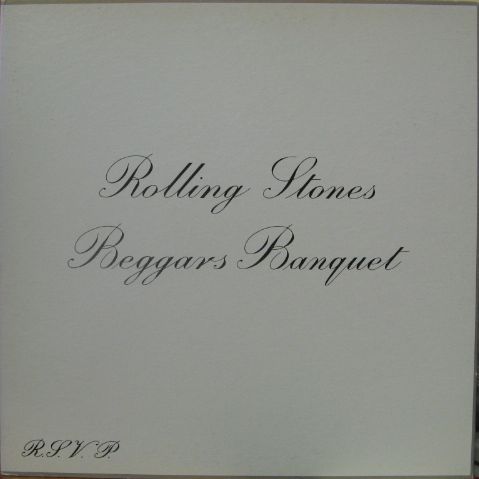 Rolling Stones
Beggars Banquet
R.S.V.P.